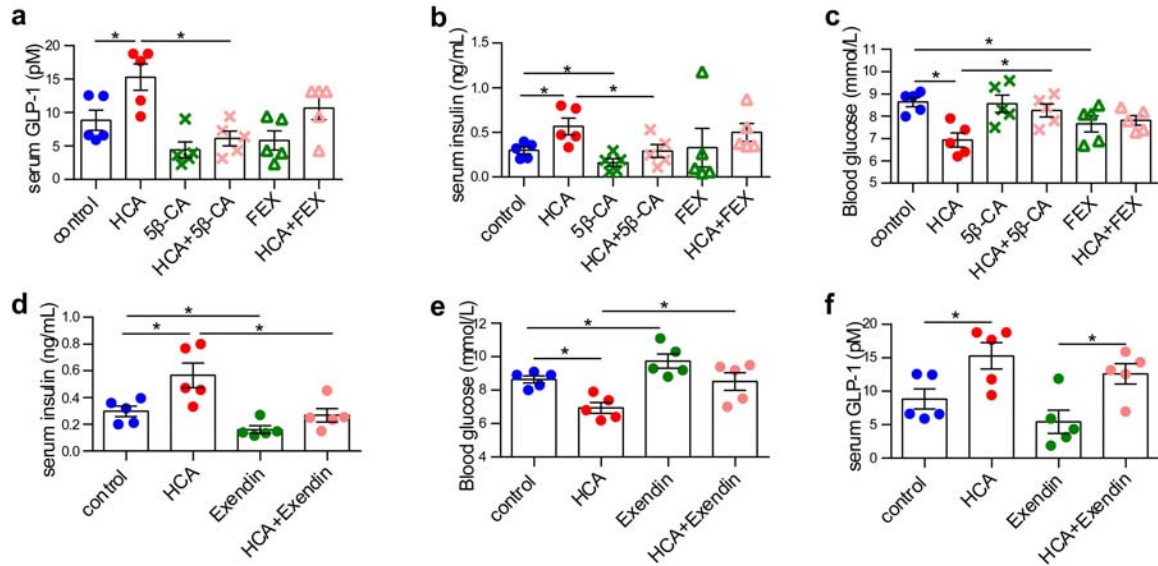 a
serum GLP-1 (pM)
20
15
10
5
0
* *
control
HCA
5β-CA
HCA+5β-CA
FEX
HCA+FEX
b
serum insulin (ng/mL)
1.5
1.0
0.5
0.0
*
* *
control
HCA
5β-CA
HCA+5β-CA
FEX
HCA+FEX
c
Blood glucose (mmol/L)
11
10
9
8
7
6
5
*
* *
control
HCA
5β-CA
HCA+5β-CA
FEX
HCA+FEX
d
serum insulin (ng/mL)
1.0
0.8
0.6
0.4
0.2
0.0
*
* *
control
HCA
Exendin
HCA+Exendin
e
Blood glucose (mmol/L)
12
10
8
6
4
*
*
*
control
HCA
Exendin
HCA+Exendin
f
serum GLP-1 (pM)
20
15
10
5
0
*
*
control
HCA
Exendin
HCA+Exendin